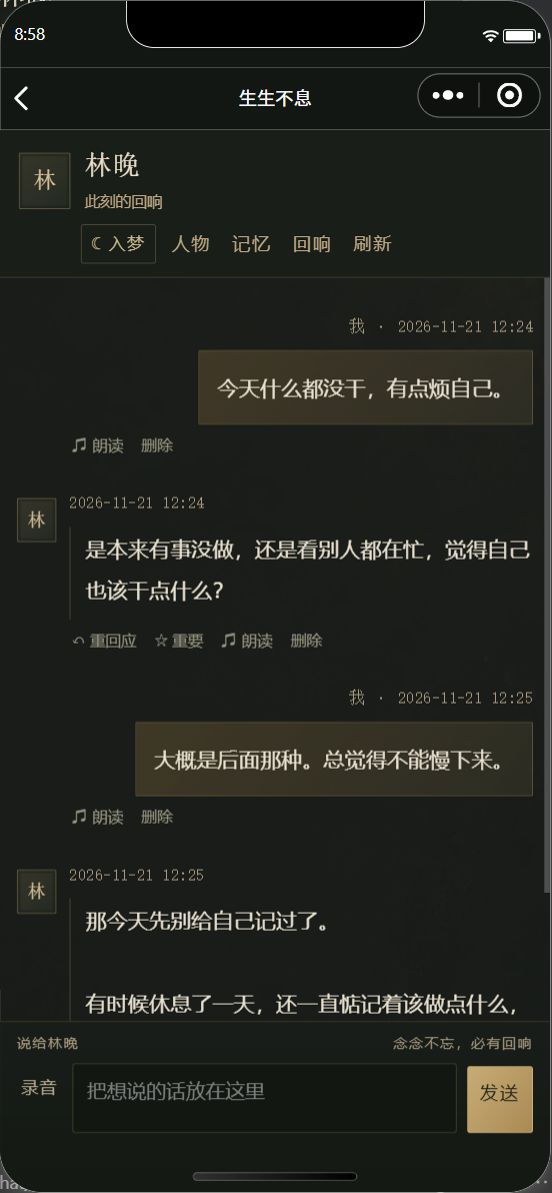 8:58
生生不息
林
林晚
此刻的回响
☾ 入梦 人物 记忆 回响 刷新
我 · 2026-11-21 12:24
今天什么都没干，有点烦自己。
♫ 朗读 删除
2026-11-21 12:24
林
是本来有事没做，还是看别人都在忙，觉得自己
也该干点什么？
↶ 重回应 ☆ 重要 ♫ 朗读 删除
我 · 2026-11-21 12:25
大概是后面那种。总觉得不能慢下来。
♫ 朗读 删除
2026-11-21 12:25
林
那今天先别给自己记过了。
有时候休息了一天，还一直惦记着该做点什么，
说给林晚 念念不忘，必有回响
录音 把想说的话放在这里 发送